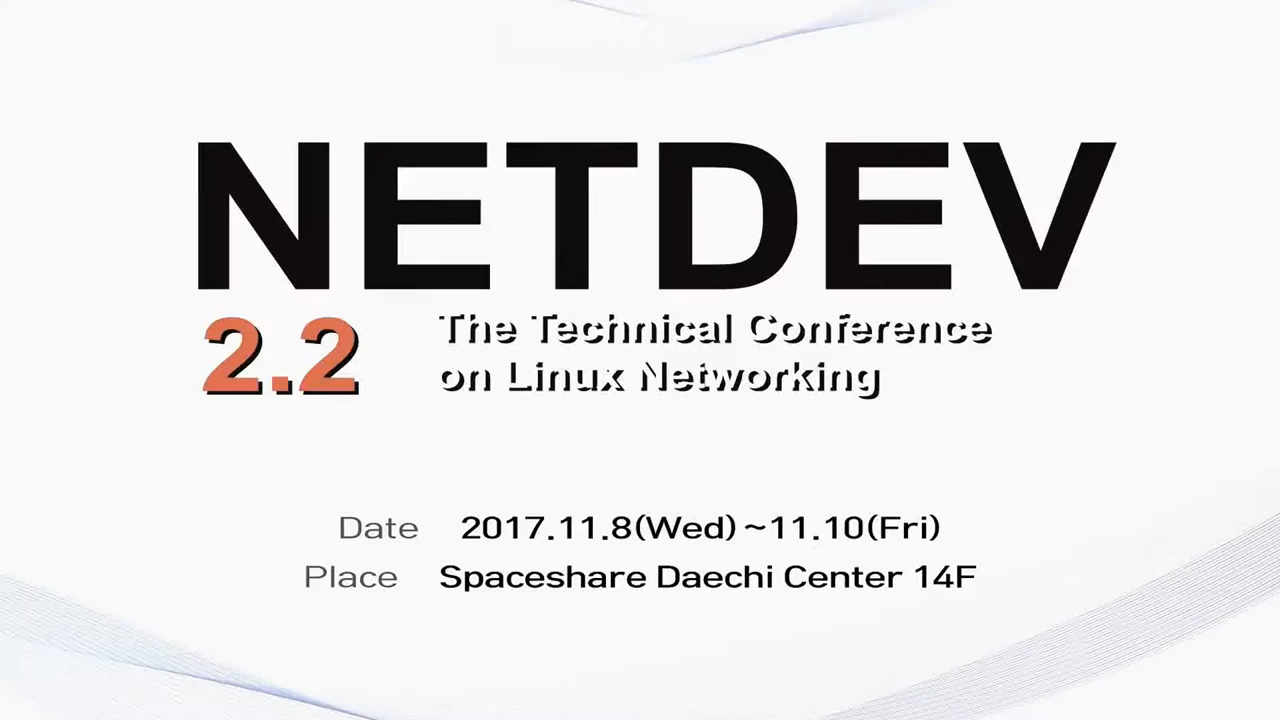 NETDEV
2.2
The Technical Conference
on Linux Networking
Date 2017.11.8(Wed)~11.10(Fri)
Place Spaceshare Daechi Center 14F